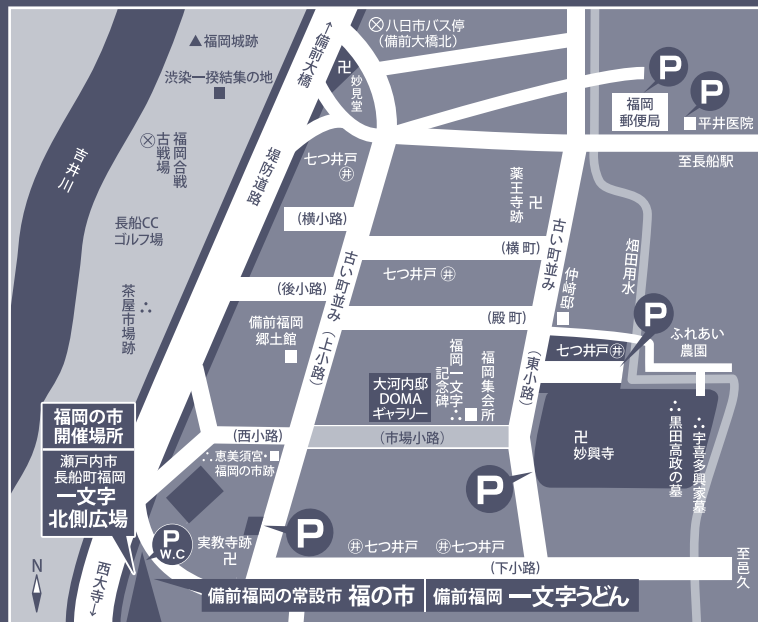 ↑備前大橋
八日市バス停
(備前大橋北)
▲福岡城跡
渋染一揆結集の地
卍
妙見堂
P
P
福岡
郵便局
平井医院
至長船駅
福岡合戦
古戦場
吉井川
堤防道路
七つ井戸
井
薬王寺跡
卍
長船CC
ゴルフ場
(横小路)
古い町並み
(横町)
古い町並み
畑田用水
七つ井戸 井
仲﨑邸
茶屋市場跡
(後小路)
(殿町)
P
備前福岡
郷土館
(上小路)
福岡一文字
記念碑
福岡集会所
(東小路)
七つ井戸 井
ふれあい
農園
大河内邸
DOMA
ギャラリー
福岡の市
開催場所
瀬戸内市
長船町福岡
一文字
北側広場
(西小路)
(市場小路)
恵美須宮・
福岡の市跡
卍
妙興寺
黒田高政の墓
宇喜多興家墓
P
P
P
W.C
実教寺跡
卍
井七つ井戸
井七つ井戸
(下小路)
至邑久
N
西大寺→
備前福岡の常設市 福の市
備前福岡 一文字うどん